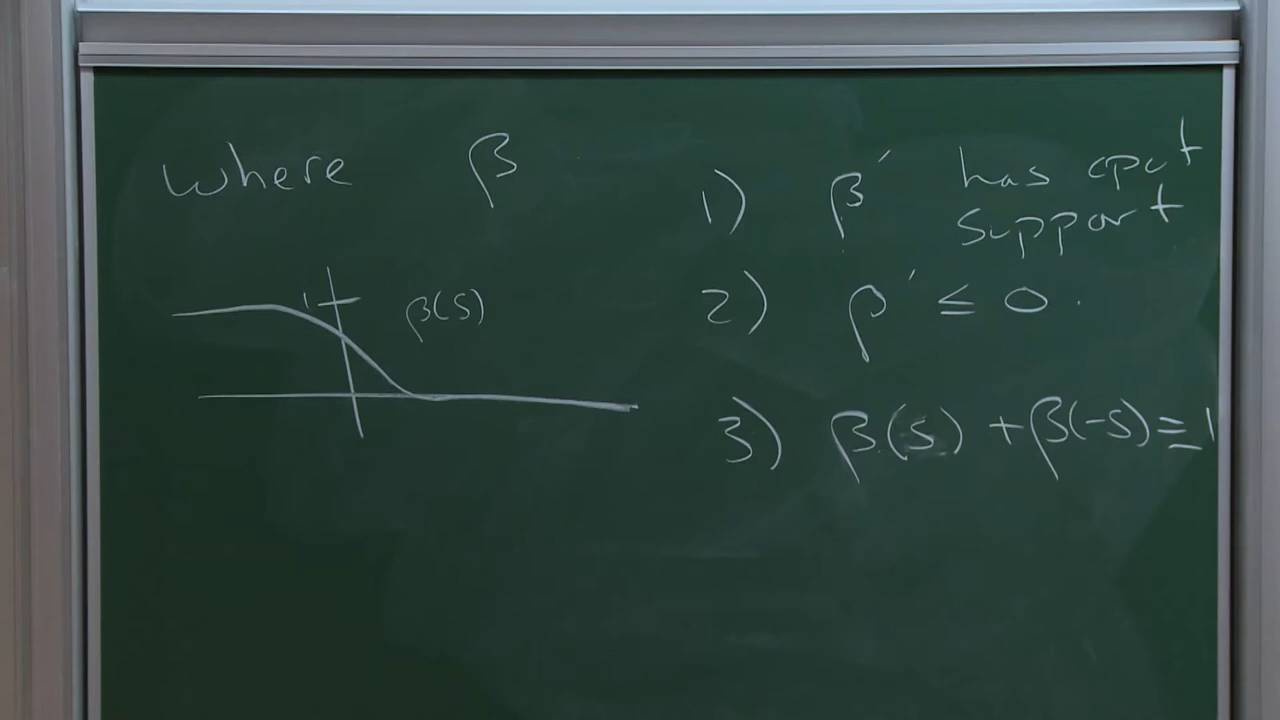 where β
1
β(s)
1) β′ has cpct
support
2) β′ ≤ 0.
3) β(s) + β(-s) ≡ 1